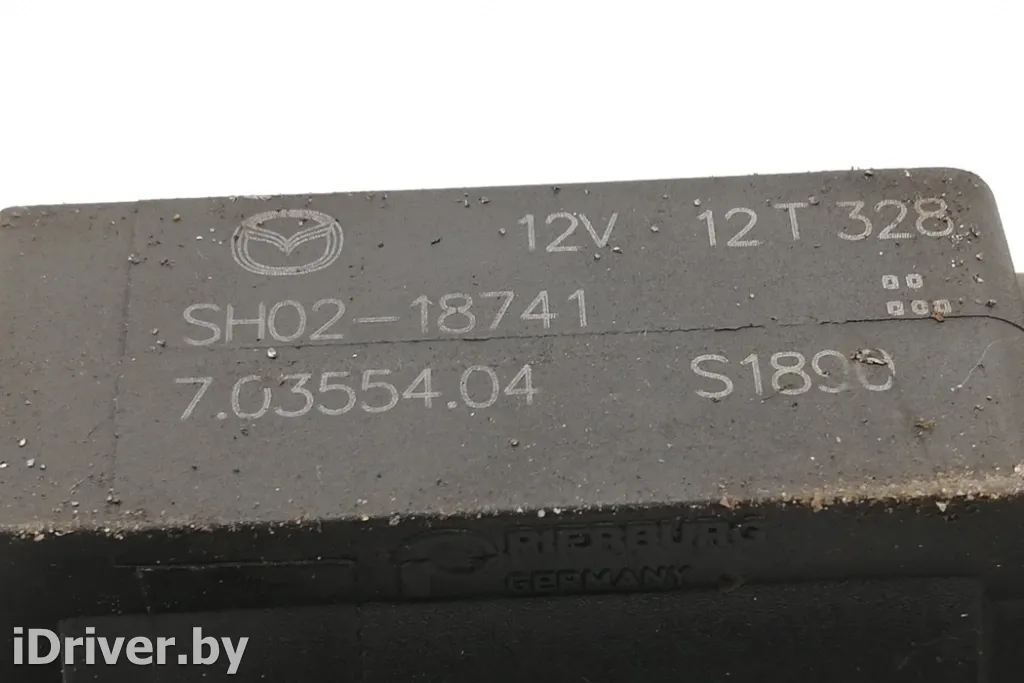 12V 12T 328
SH02-18741
7.03554.04 S1890
PIERBURG
GERMANY
iDriver.by